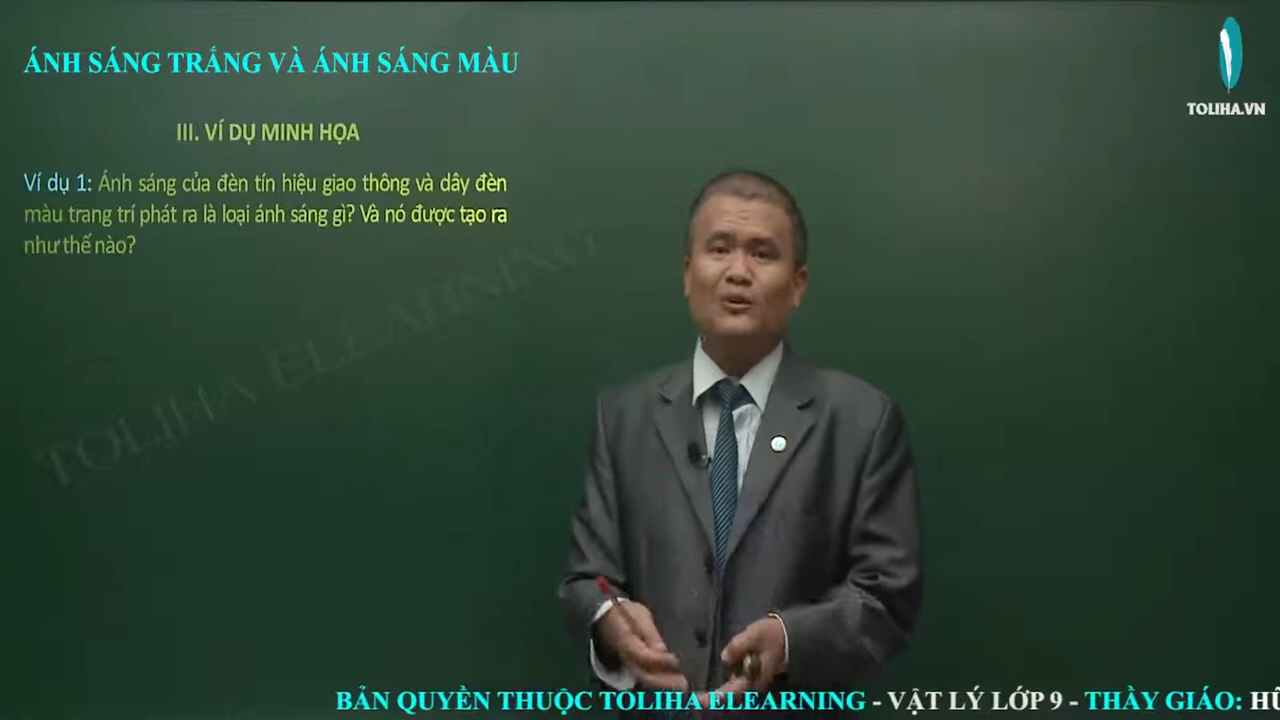 ÁNH SÁNG TRẮNG VÀ ÁNH SÁNG MÀU
TOLIHA.VN
III. VÍ DỤ MINH HỌA
Ví dụ 1: Ánh sáng của đèn tín hiệu giao thông và dây đèn
màu trang trí phát ra là loại ánh sáng gì? Và nó được tạo ra
như thế nào?
TOLIHA ELEARNING
BẢN QUYỀN THUỘC TOLIHA ELEARNING - VẬT LÝ LỚP 9 - THẦY GIÁO: